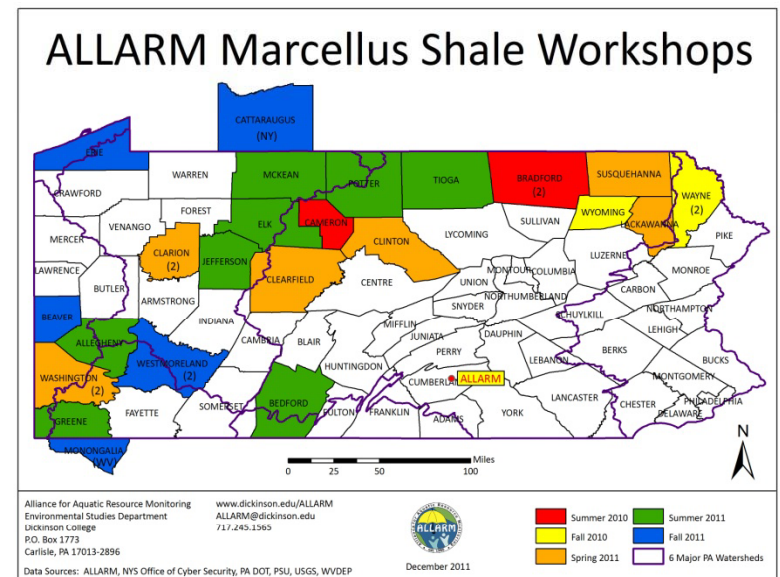 ALLARM Marcellus Shale Workshops
CATTARAUGUS
(NY)
ERIE
CRAWFORD
WARREN
MCKEAN
POTTER
TIOGA
BRADFORD
(2)
SUSQUEHANNA
WAYNE
(2)
FOREST
VENANGO
ELK
CAMERON
SULLIVAN
WYOMING
LACKAWANNA
PIKE
MERCER
CLARION
(2)
JEFFERSON
CLINTON
LYCOMING
LUZERNE
LAWRENCE
BUTLER
CLEARFIELD
CENTRE
MONTOUR
COLUMBIA
MONROE
UNION
CARBON
ARMSTRONG
NORTHUMBERLAND
SNYDER
NORTHAMPTON
BEAVER
INDIANA
SCHUYLKILL
LEHIGH
ALLEGHENY
CAMBRIA
BLAIR
MIFFLIN
JUNIATA
DAUPHIN
PERRY
BERKS
BUCKS
WESTMORELAND
(2)
HUNTINGDON
LEBANON
MONTGOMERY
WASHINGTON
(2)
CUMBERLAND
ALLARM
LANCASTER
PHILADELPHIA
GREENE
FAYETTE
SOMERSET
BEDFORD
FULTON
FRANKLIN
ADAMS
YORK
CHESTER
DELAWARE
MONONGALIA
(WV)
Miles
0 25 50 100
N
Alliance for Aquatic Resource Monitoring
Environmental Studies Department
Dickinson College
P.O. Box 1773
Carlisle, PA 17013-2896
www.dickinson.edu/ALLARM
ALLARM@dickinson.edu
717.245.1565
Data Sources: ALLARM, NYS Office of Cyber Security, PA DOT, PSU, USGS, WVDEP
ALLARM
December 2011
Summer 2010
Fall 2010
Spring 2011
Summer 2011
Fall 2011
6 Major PA Watersheds